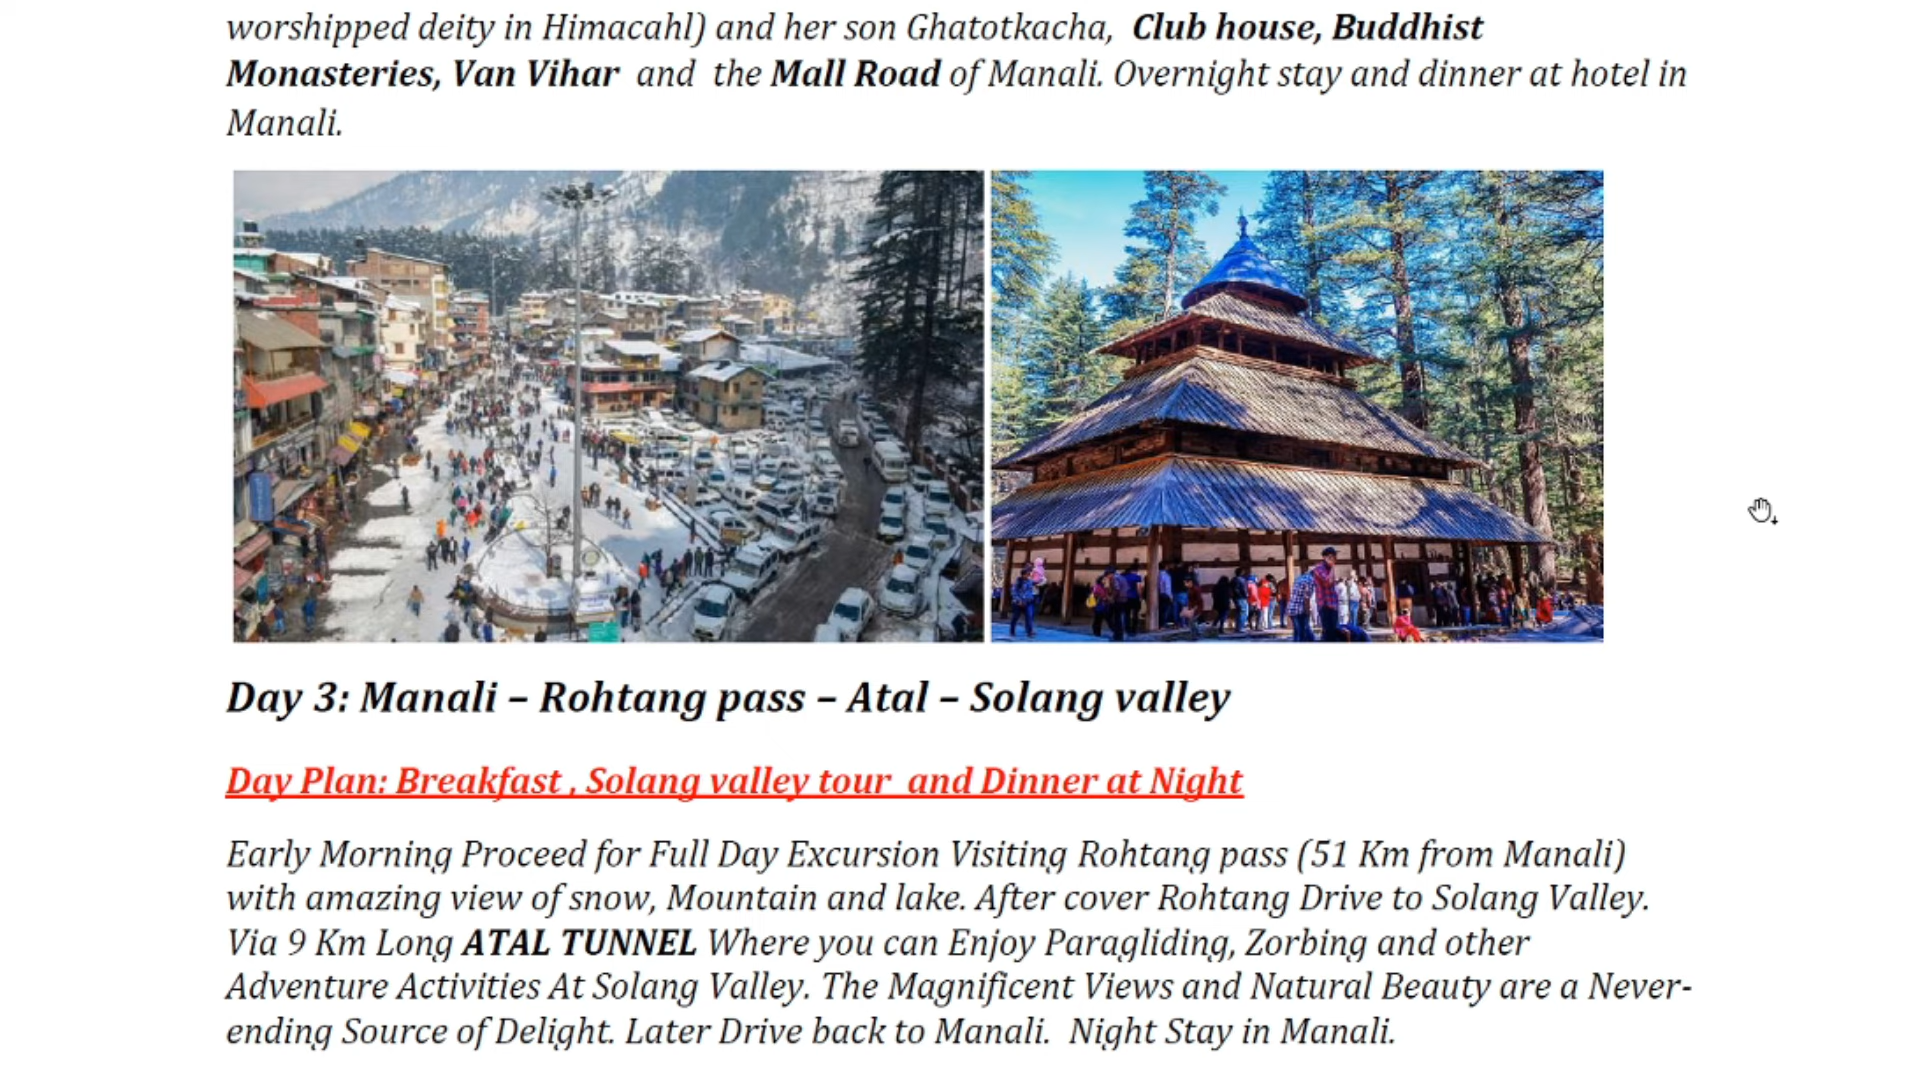 worshipped deity in Himacahl) and her son Ghatotkacha, Club house, Buddhist
Monasteries, Van Vihar and the Mall Road of Manali. Overnight stay and dinner at hotel in
Manali.
Day 3: Manali – Rohtang pass – Atal – Solang valley
Day Plan: Breakfast , Solang valley tour and Dinner at Night
Early Morning Proceed for Full Day Excursion Visiting Rohtang pass (51 Km from Manali)
with amazing view of snow, Mountain and lake. After cover Rohtang Drive to Solang Valley.
Via 9 Km Long ATAL TUNNEL Where you can Enjoy Paragliding, Zorbing and other
Adventure Activities At Solang Valley. The Magnificent Views and Natural Beauty are a Never-
ending Source of Delight. Later Drive back to Manali. Night Stay in Manali.